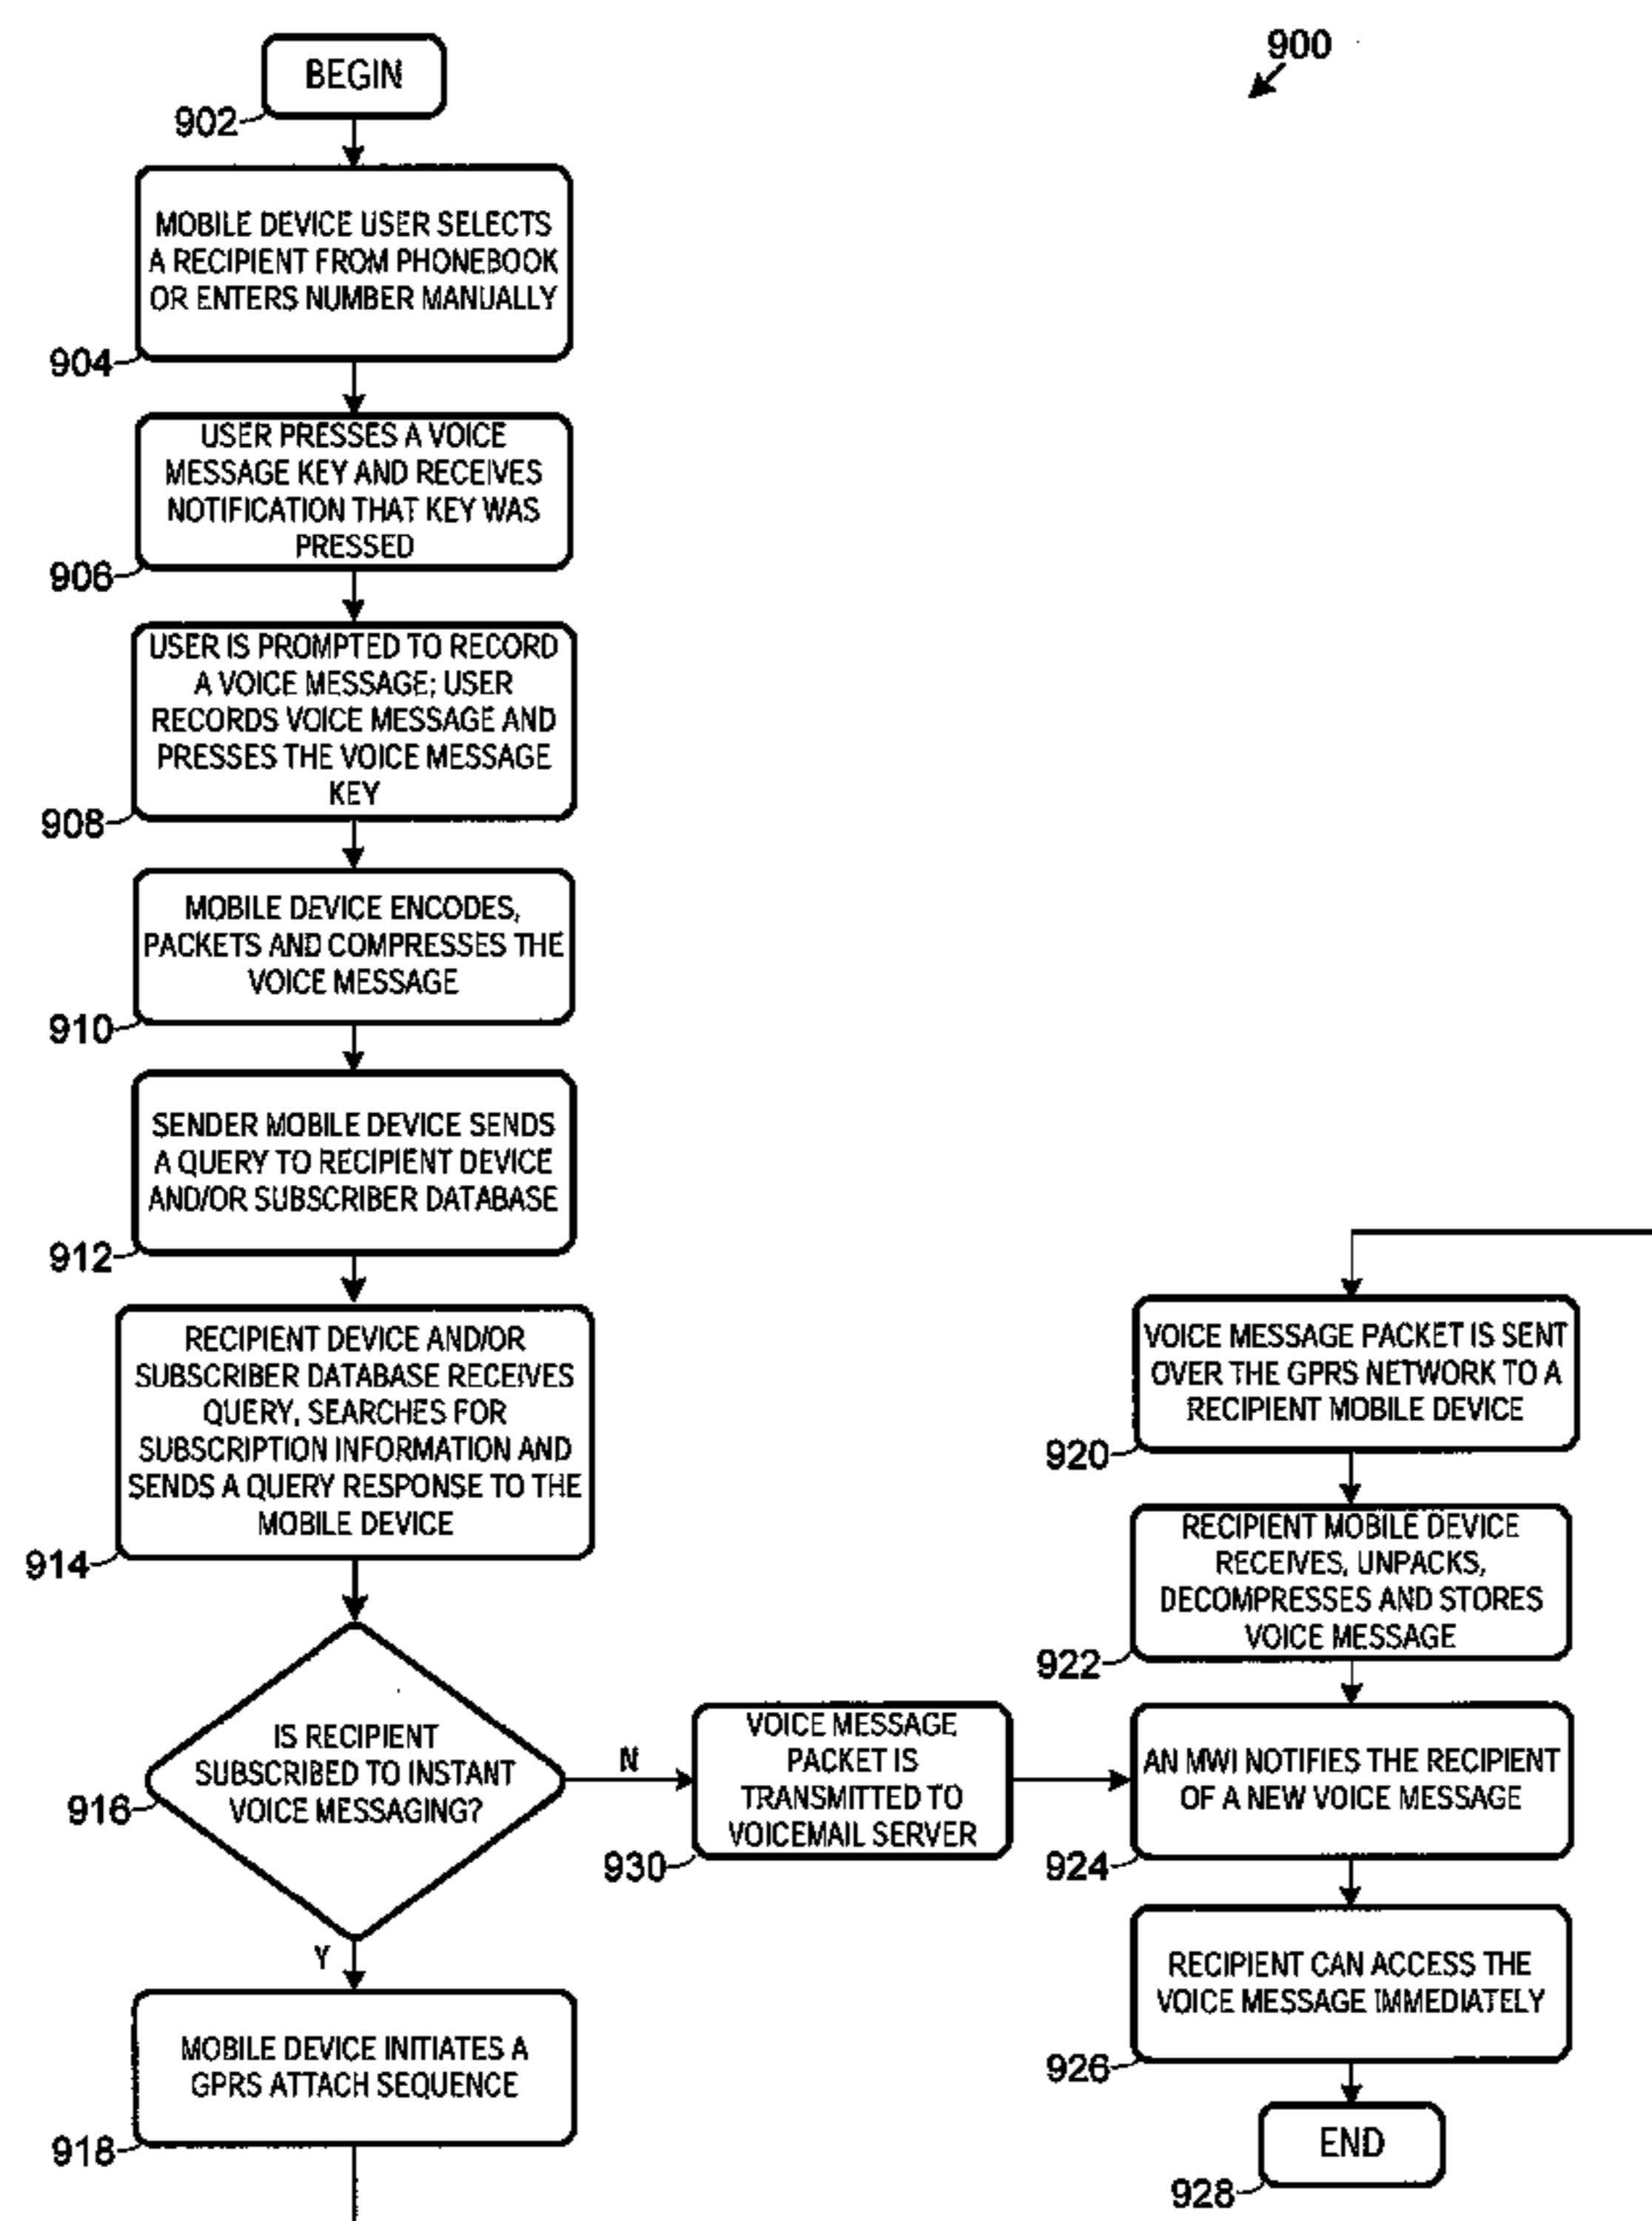 900
BEGIN
902
MOBILE DEVICE USER SELECTS
A RECIPIENT FROM PHONEBOOK
OR ENTERS NUMBER MANUALLY
904
USER PRESSES A VOICE
MESSAGE KEY AND RECEIVES
NOTIFICATION THAT KEY WAS
PRESSED
906
USER IS PROMPTED TO RECORD
A VOICE MESSAGE; USER
RECORDS VOICE MESSAGE AND
PRESSES THE VOICE MESSAGE
KEY
908
MOBILE DEVICE ENCODES,
PACKETS AND COMPRESSES THE
VOICE MESSAGE
910
SENDER MOBILE DEVICE SENDS
A QUERY TO RECIPIENT DEVICE
AND/OR SUBSCRIBER DATABASE
912
RECIPIENT DEVICE AND/OR
SUBSCRIBER DATABASE RECEIVES
QUERY, SEARCHES FOR
SUBSCRIPTION INFORMATION AND
SENDS A QUERY RESPONSE TO THE
MOBILE DEVICE
914
IS RECIPIENT
SUBSCRIBED TO INSTANT
VOICE MESSAGING?
916
N
Y
MOBILE DEVICE INITIATES A
GPRS ATTACH SEQUENCE
918
VOICE MESSAGE
PACKET IS
TRANSMITTED TO
VOICEMAIL SERVER
930
VOICE MESSAGE PACKET IS SENT
OVER THE GPRS NETWORK TO A
RECIPIENT MOBILE DEVICE
920
RECIPIENT MOBILE DEVICE
RECEIVES, UNPACKS,
DECOMPRESSES AND STORES
VOICE MESSAGE
922
AN MWI NOTIFIES THE RECIPIENT
OF A NEW VOICE MESSAGE
924
RECIPIENT CAN ACCESS THE
VOICE MESSAGE IMMEDIATELY
926
END
928